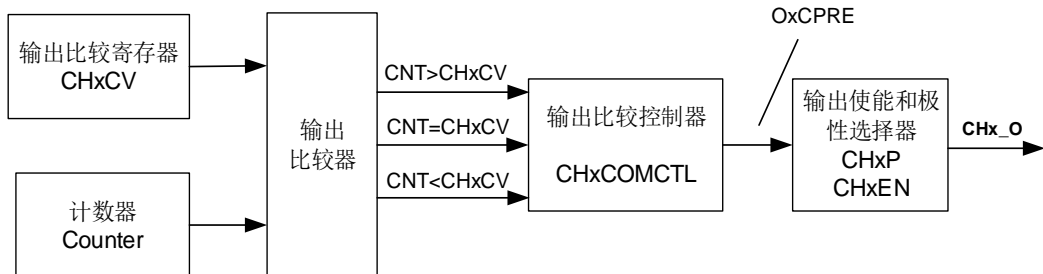 OxCPRE
输出比较寄存器
CHxCV
计数器
Counter
输出
比较器
CNT>CHxCV
CNT=CHxCV
CNT<CHxCV
输出比较控制器
CHxCOMCTL
输出使能和极
性选择器
CHxP
CHxEN
CHx_O